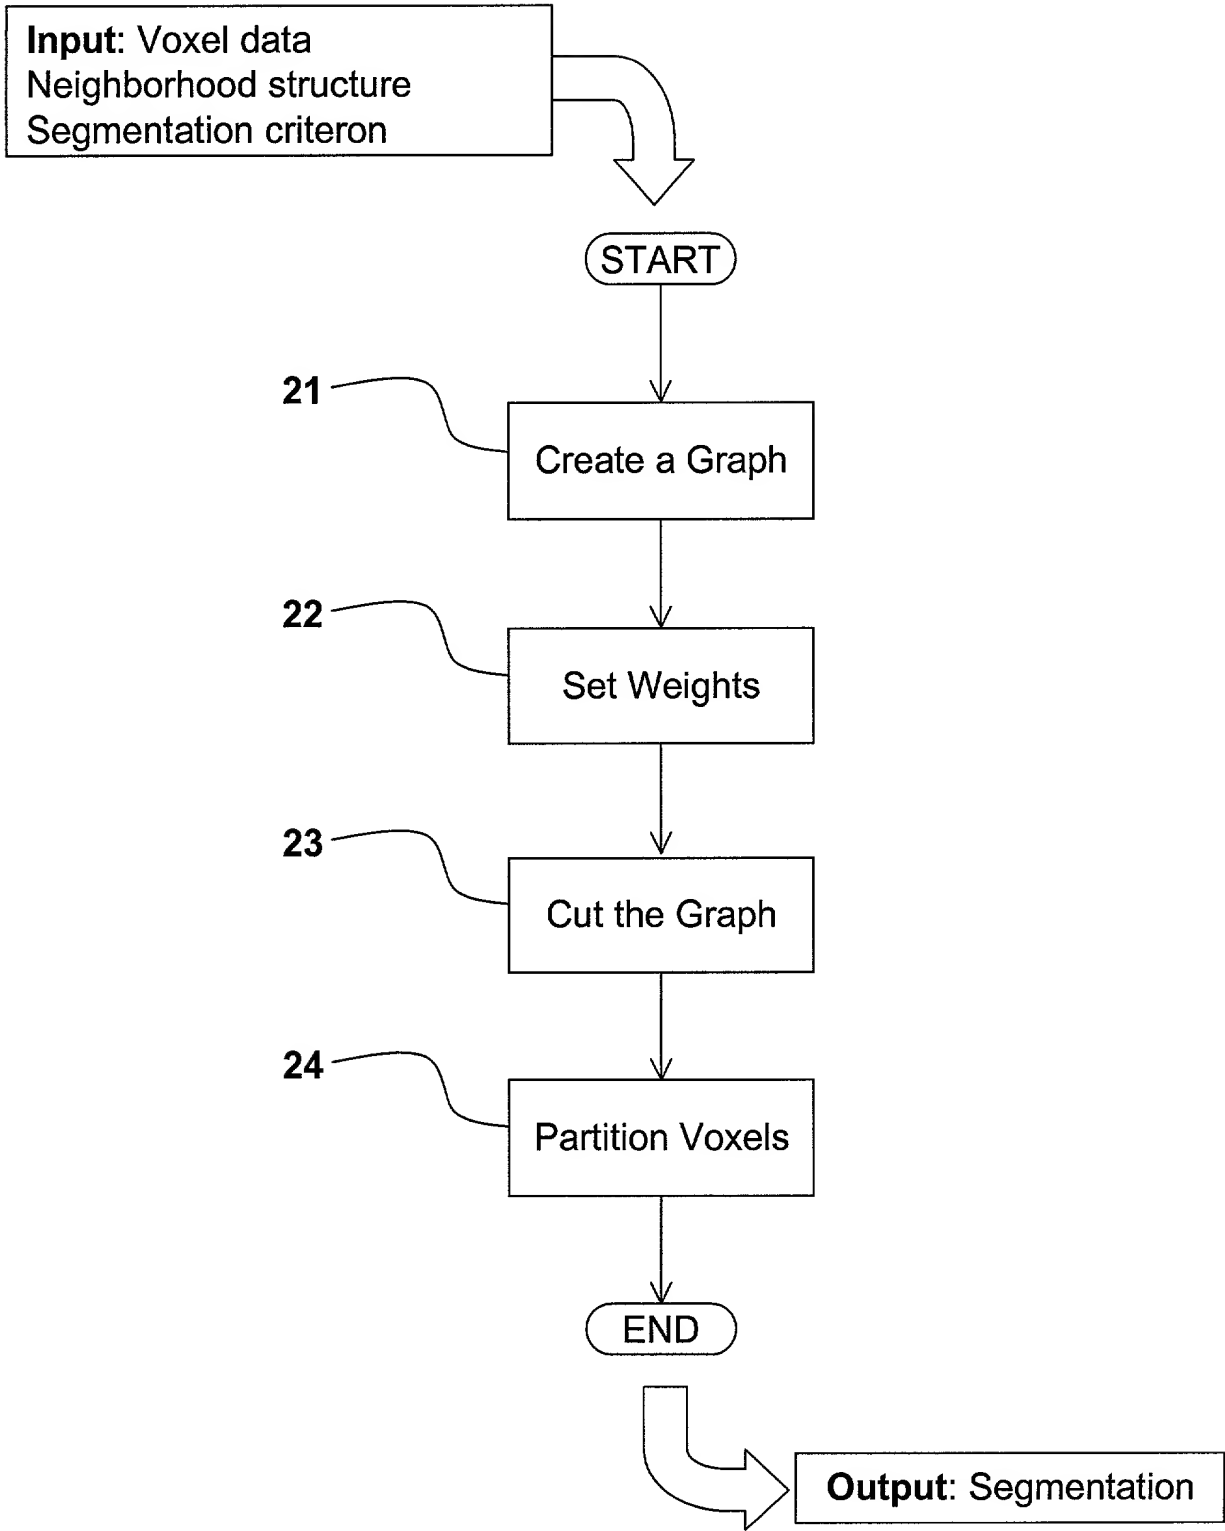 Input: Voxel data
Neighborhood structure
Segmentation criteron
START
21
Create a Graph
22
Set Weights
23
Cut the Graph
24
Partition Voxels
END
Output: Segmentation